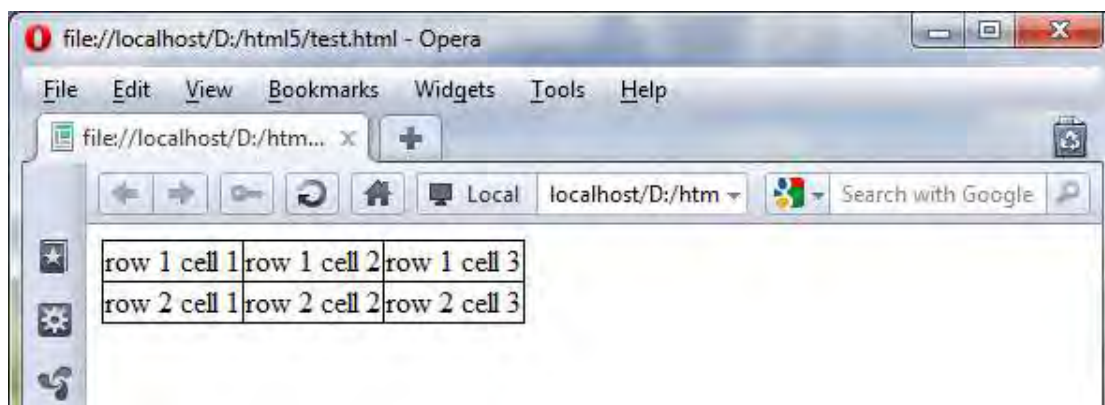 file://localhost/D:/html5/test.html - Opera
File Edit View Bookmarks Widgets Tools Help
file://localhost/D:/htm...
Local localhost/D:/htm Search with Google
row 1 cell 1 row 1 cell 2 row 1 cell 3
row 2 cell 1 row 2 cell 2 row 2 cell 3